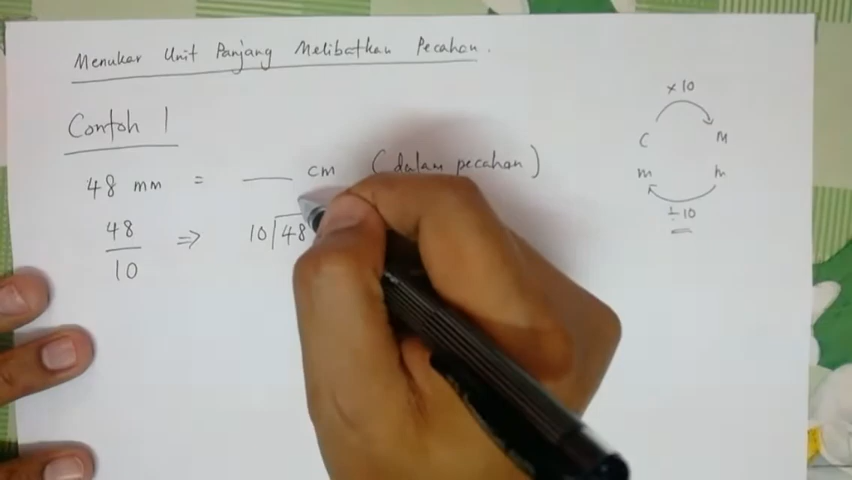 Menukar Unit Panjang Melibatkan Pecahan.
Contoh 1
48 mm = ___ cm (dalam pecahan)
48
10
⇒ 10 48
×10
C M
m m
÷10